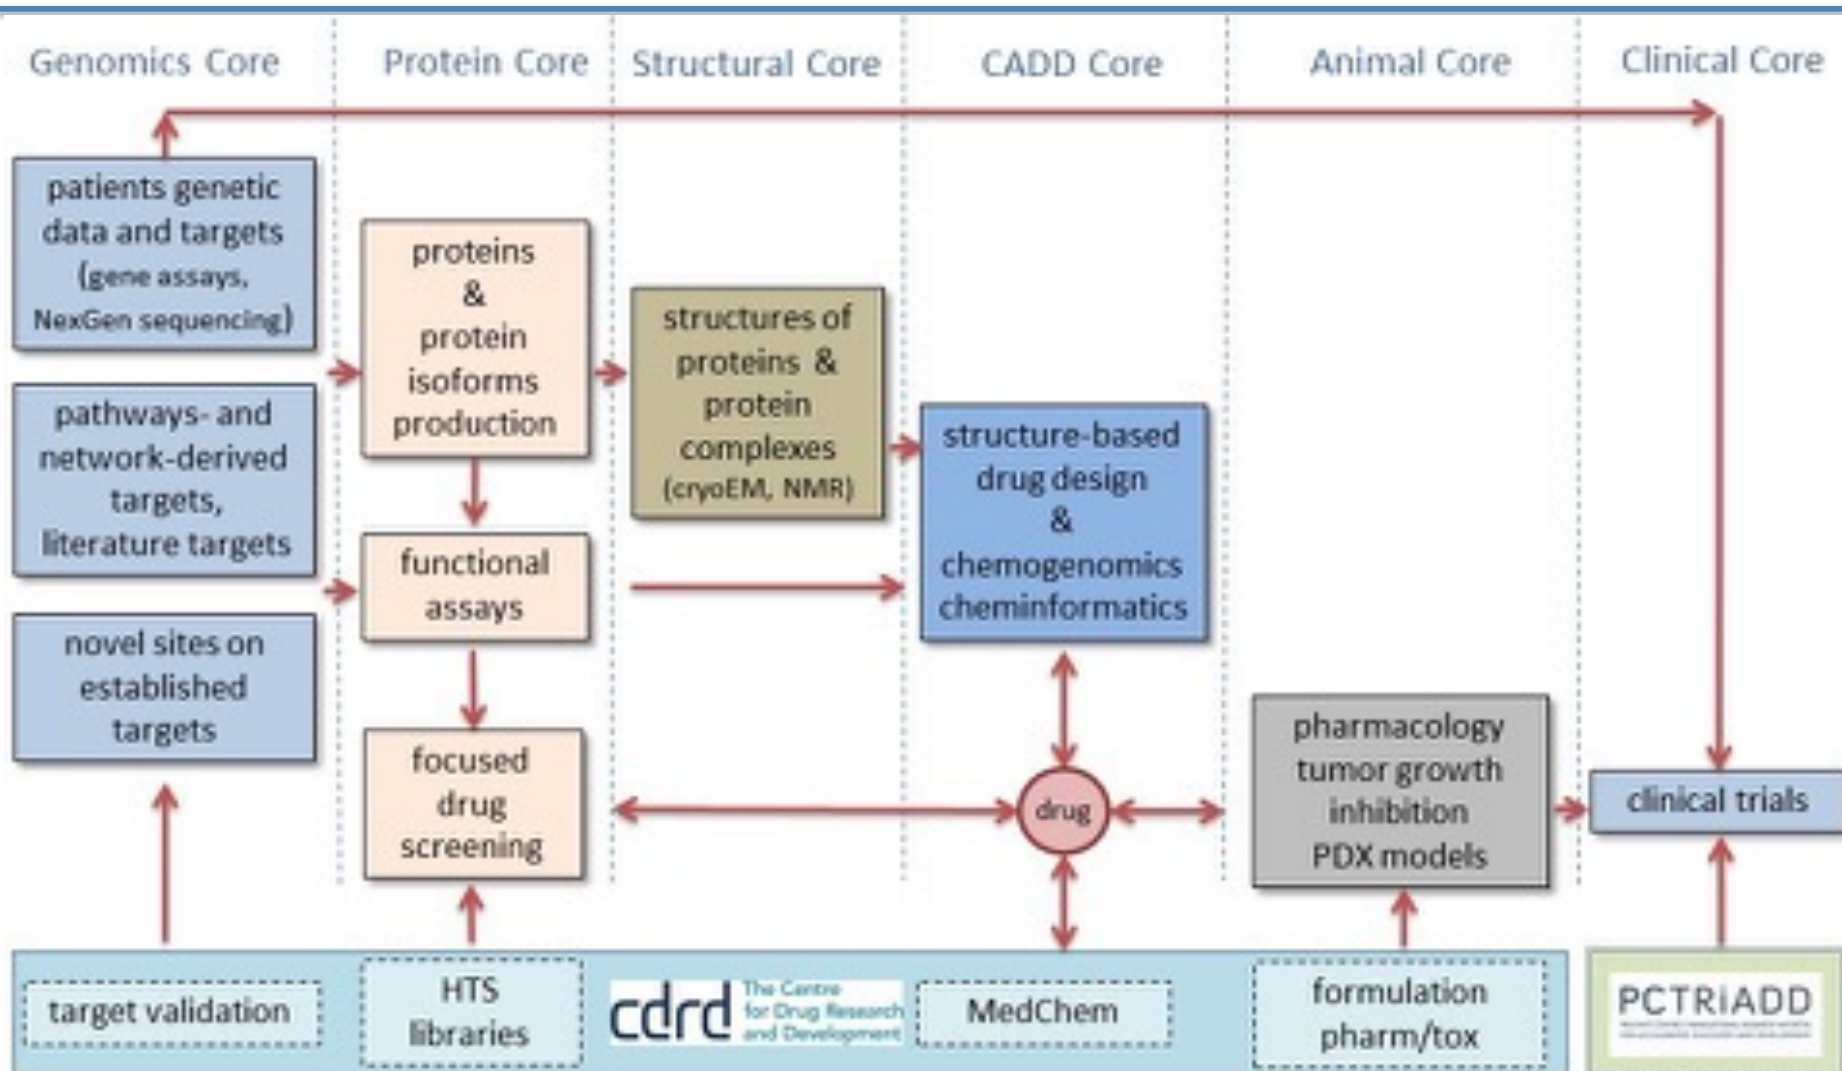 Genomics Core
Protein Core
Structural Core
CADD Core
Animal Core
Clinical Core
patients genetic
data and targets
(gene assays,
NexGen sequencing)
pathways- and
network-derived
targets,
literature targets
novel sites on
established
targets
proteins
&
protein
isoforms
production
functional
assays
focused
drug
screening
structures of
proteins &
protein
complexes
(cryoEM, NMR)
structure-based
drug design
&
chemogenomics
cheminformatics
drug
pharmacology
tumor growth
inhibition
PDX models
clinical trials
target validation
HTS
libraries
cdrd
The Centre
for Drug Research
and Development
MedChem
formulation
pharm/tox
PCTRiADD